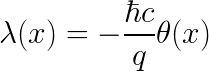 λ(x) = −ħc/q θ(x)